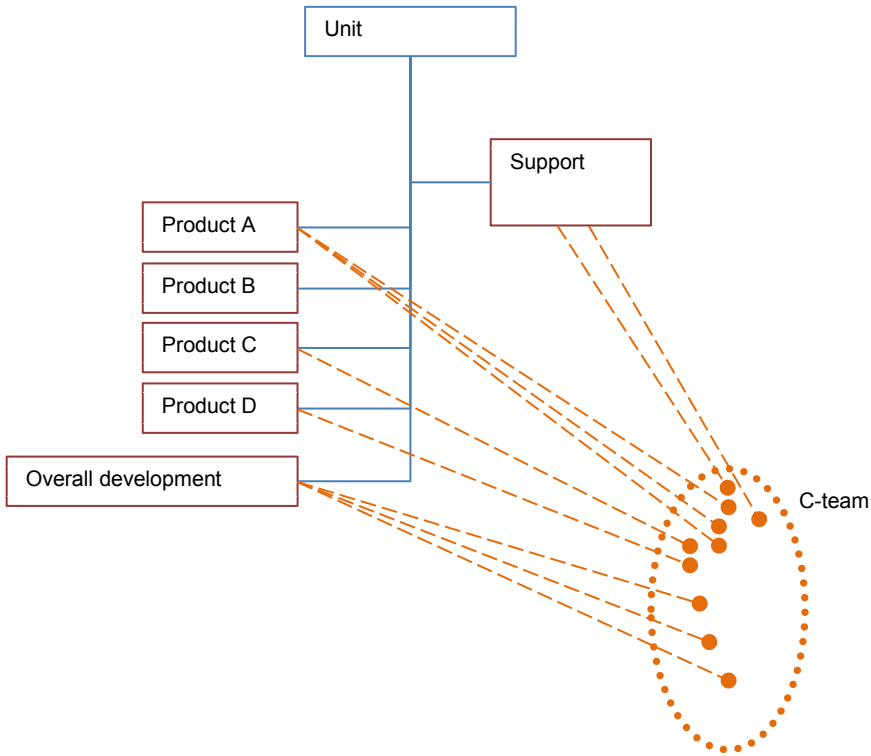 Unit
Support
Product A
Product B
Product C
Product D
Overall development
C-team